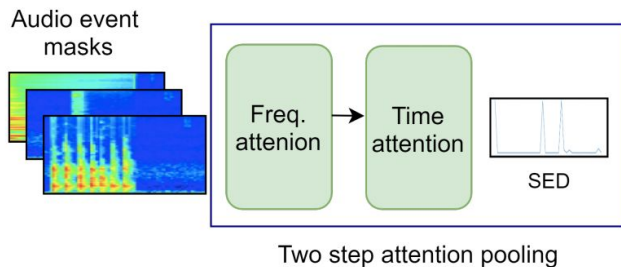 Audio event
masks
Freq.
attenion
Time
attention
SED
Two step attention pooling